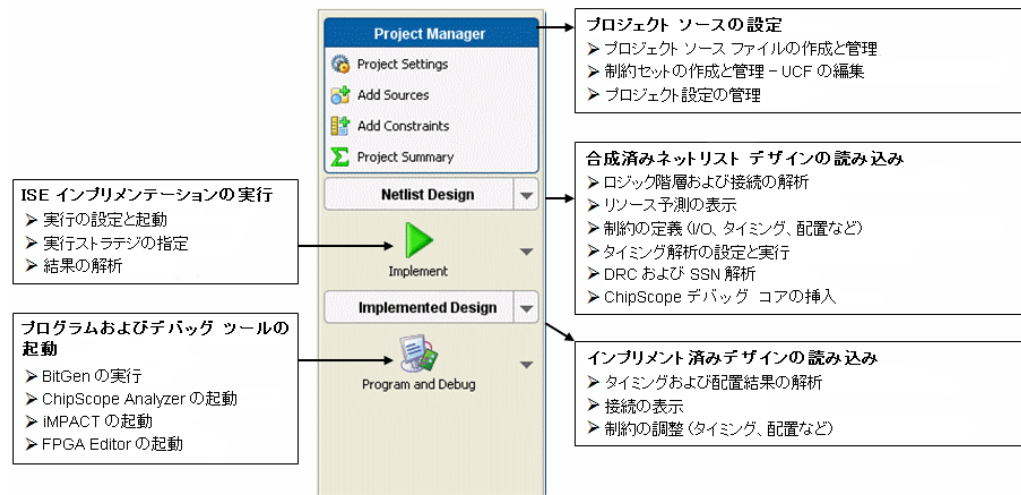 プロジェクト ソースの設定
➢ プロジェクト ソース ファイルの作成と管理
➢ 制約セットの作成と管理 – UCF の編集
➢ プロジェクト設定の管理
Project Manager
Project Settings
Add Sources
Add Constraints
Project Summary
合成済みネットリスト デザインの読み込み
➢ ロジック階層および接続の解析
➢ リソース予測の表示
➢ 制約の定義 (I/O、タイミング、配置など)
➢ タイミング解析の設定と実行
➢ DRC および SSN 解析
➢ ChipScope デバッグ コアの挿入
Netlist Design
ISE インプリメンテーションの実行
➢ 実行の設定と起動
➢ 実行ストラテジの指定
➢ 結果の解析
Implement
Implemented Design
プログラムおよびデバッグ ツールの
起動
➢ BitGen の実行
➢ ChipScope Analyzer の起動
➢ iMPACT の起動
➢ FPGA Editor の起動
Program and Debug
インプリメント済みデザインの読み込み
➢ タイミングおよび配置結果の解析
➢ 接続の表示
➢ 制約の調整 (タイミング、配置など)